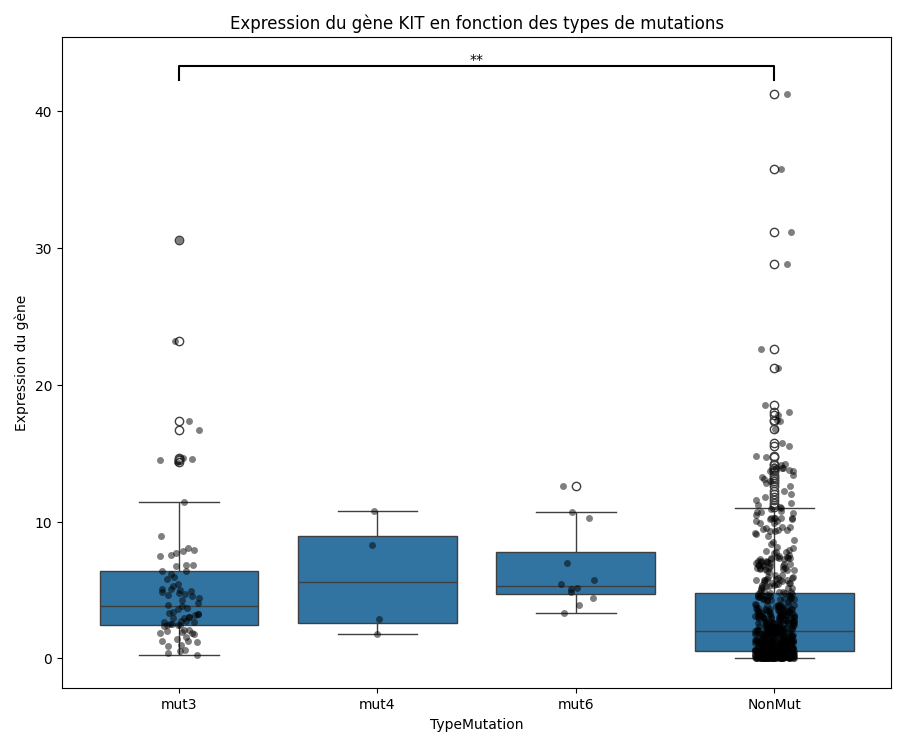 Expression du gène KIT en fonction des types de mutations
**
40
30
20
10
0
Expression du gène
mut3
mut4
mut6
NonMut
TypeMutation